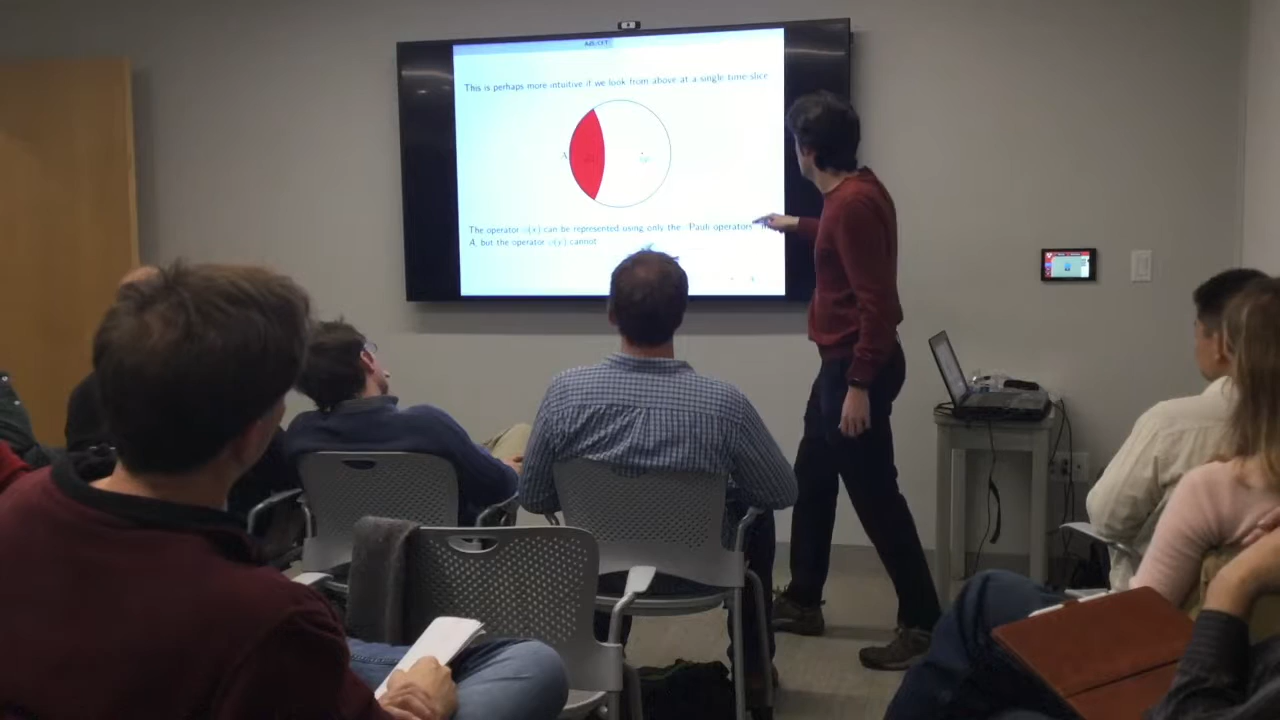 AdS/CFT
This is perhaps more intuitive if we look from above at a single time-slice
A
The operator φ(x) can be represented using only the "Pauli operators"
A, but the operator φ(y) cannot